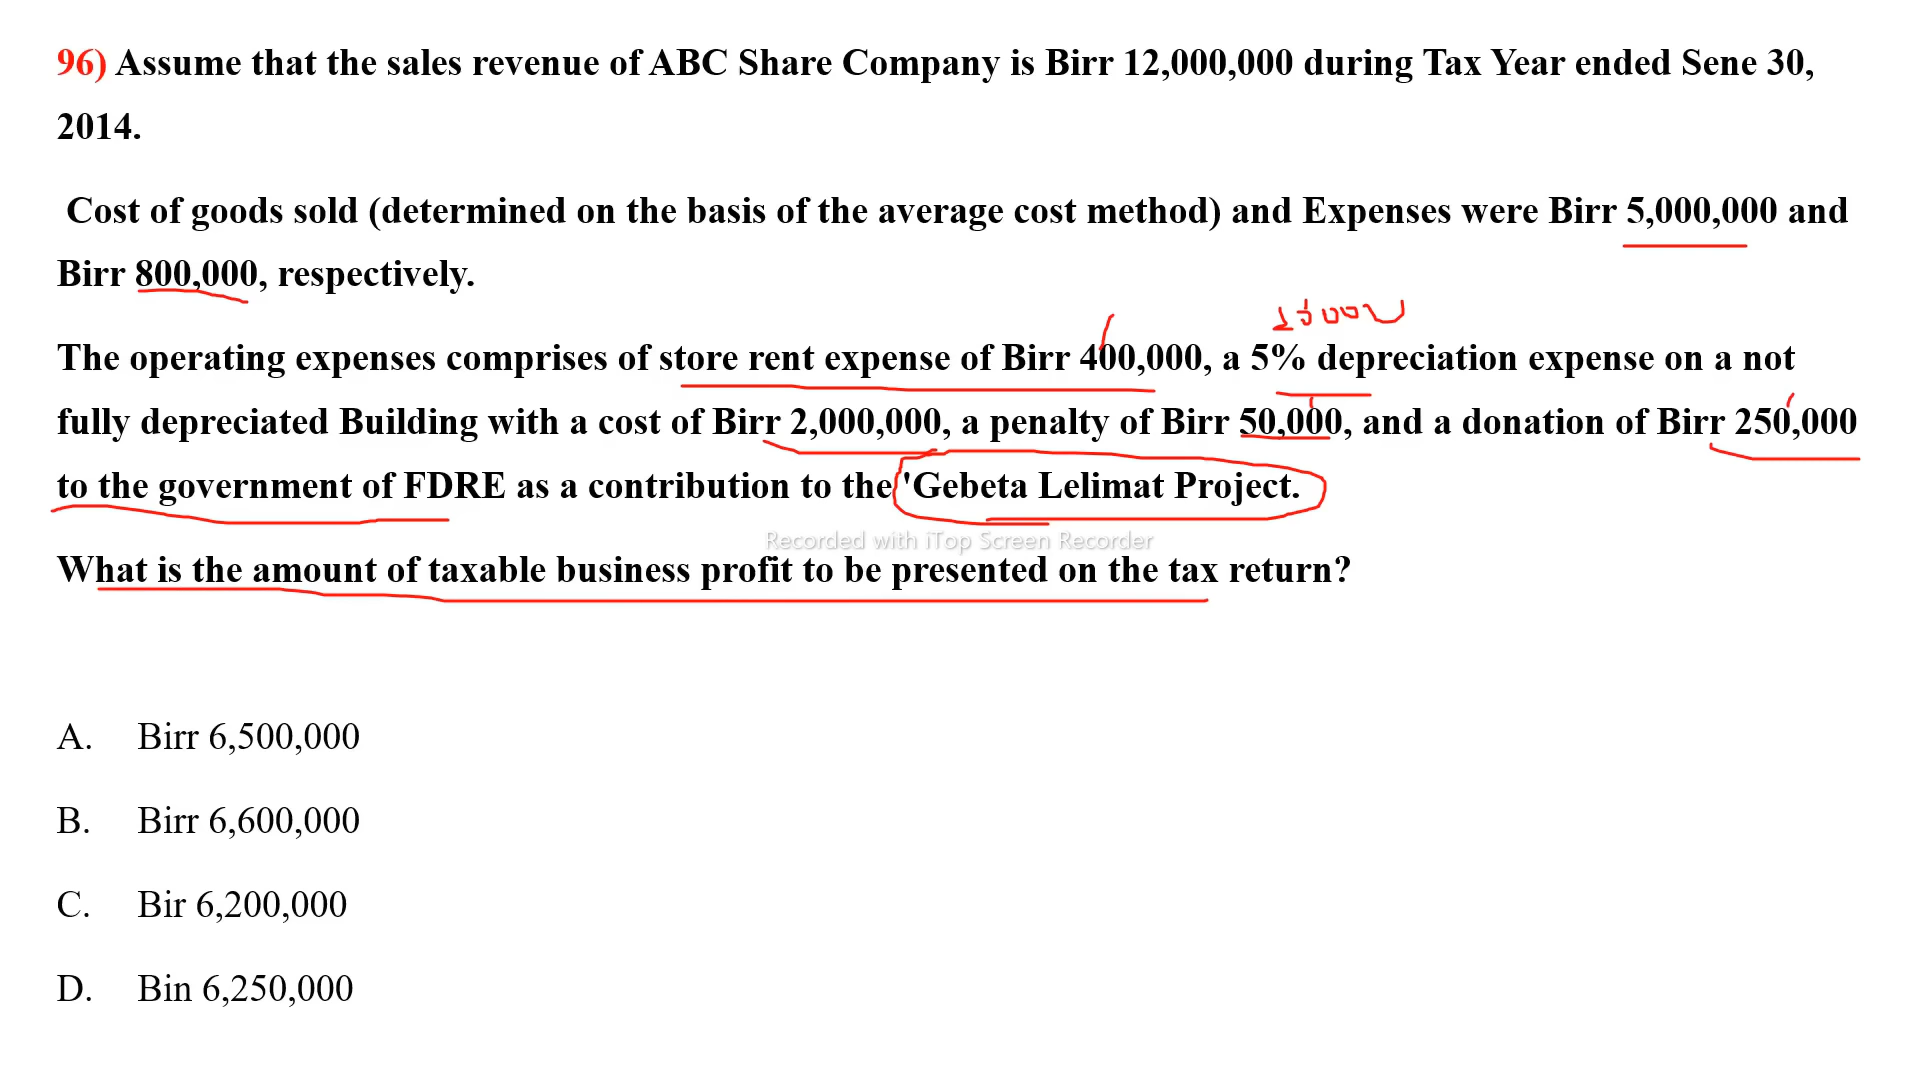 96) Assume that the sales revenue of ABC Share Company is Birr 12,000,000 during Tax Year ended Sene 30,
2014.
Cost of goods sold (determined on the basis of the average cost method) and Expenses were Birr 5,000,000 and
Birr 800,000, respectively.
The operating expenses comprises of store rent expense of Birr 400,000, a 5% depreciation expense on a not
fully depreciated Building with a cost of Birr 2,000,000, a penalty of Birr 50,000, and a donation of Birr 250,000
to the government of FDRE as a contribution to the 'Gebeta Lelimat Project.
Recorded with iTop Screen Recorder
What is the amount of taxable business profit to be presented on the tax return?
A. Birr 6,500,000
B. Birr 6,600,000
C. Bir 6,200,000
D. Bin 6,250,000